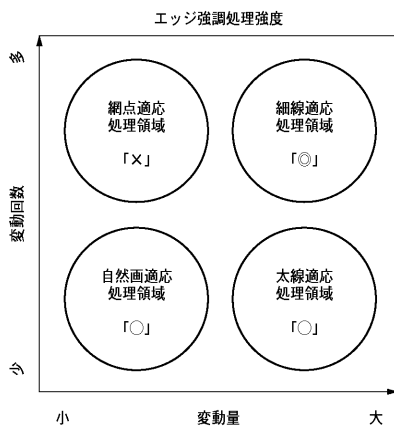 エッジ強調処理強度
多
網点適応
処理領域
「×」
細線適応
処理領域
「◎」
変動回数
自然画適応
処理領域
「○」
太線適応
処理領域
「○」
少
小
変動量
大